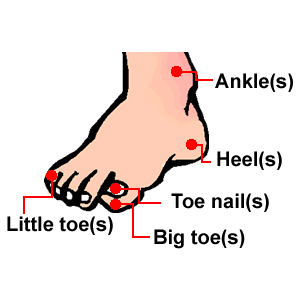 Ankle(s)
Heel(s)
Toe nail(s)
Little toe(s)
Big toe(s)